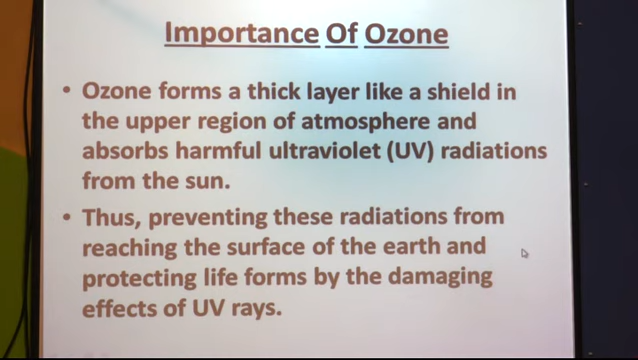 Importance Of Ozone
• Ozone forms a thick layer like a shield in
the upper region of atmosphere and
absorbs harmful ultraviolet (UV) radiations
from the sun.
• Thus, preventing these radiations from
reaching the surface of the earth and
protecting life forms by the damaging
effects of UV rays.